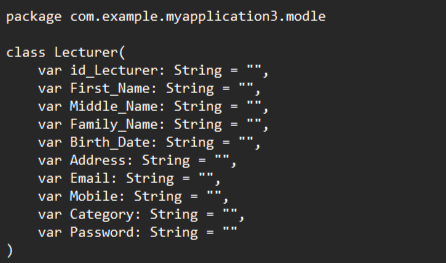 package com.example.myapplication3.modle
class Lecturer(
    var id_Lecturer: String = "",
    var First_Name: String = "",
    var Middle_Name: String = "",
    var Family_Name: String = "",
    var Birth_Date: String = "",
    var Address: String = "",
    var Email: String = "",
    var Mobile: String = "",
    var Category: String = "",
    var Password: String = ""
)